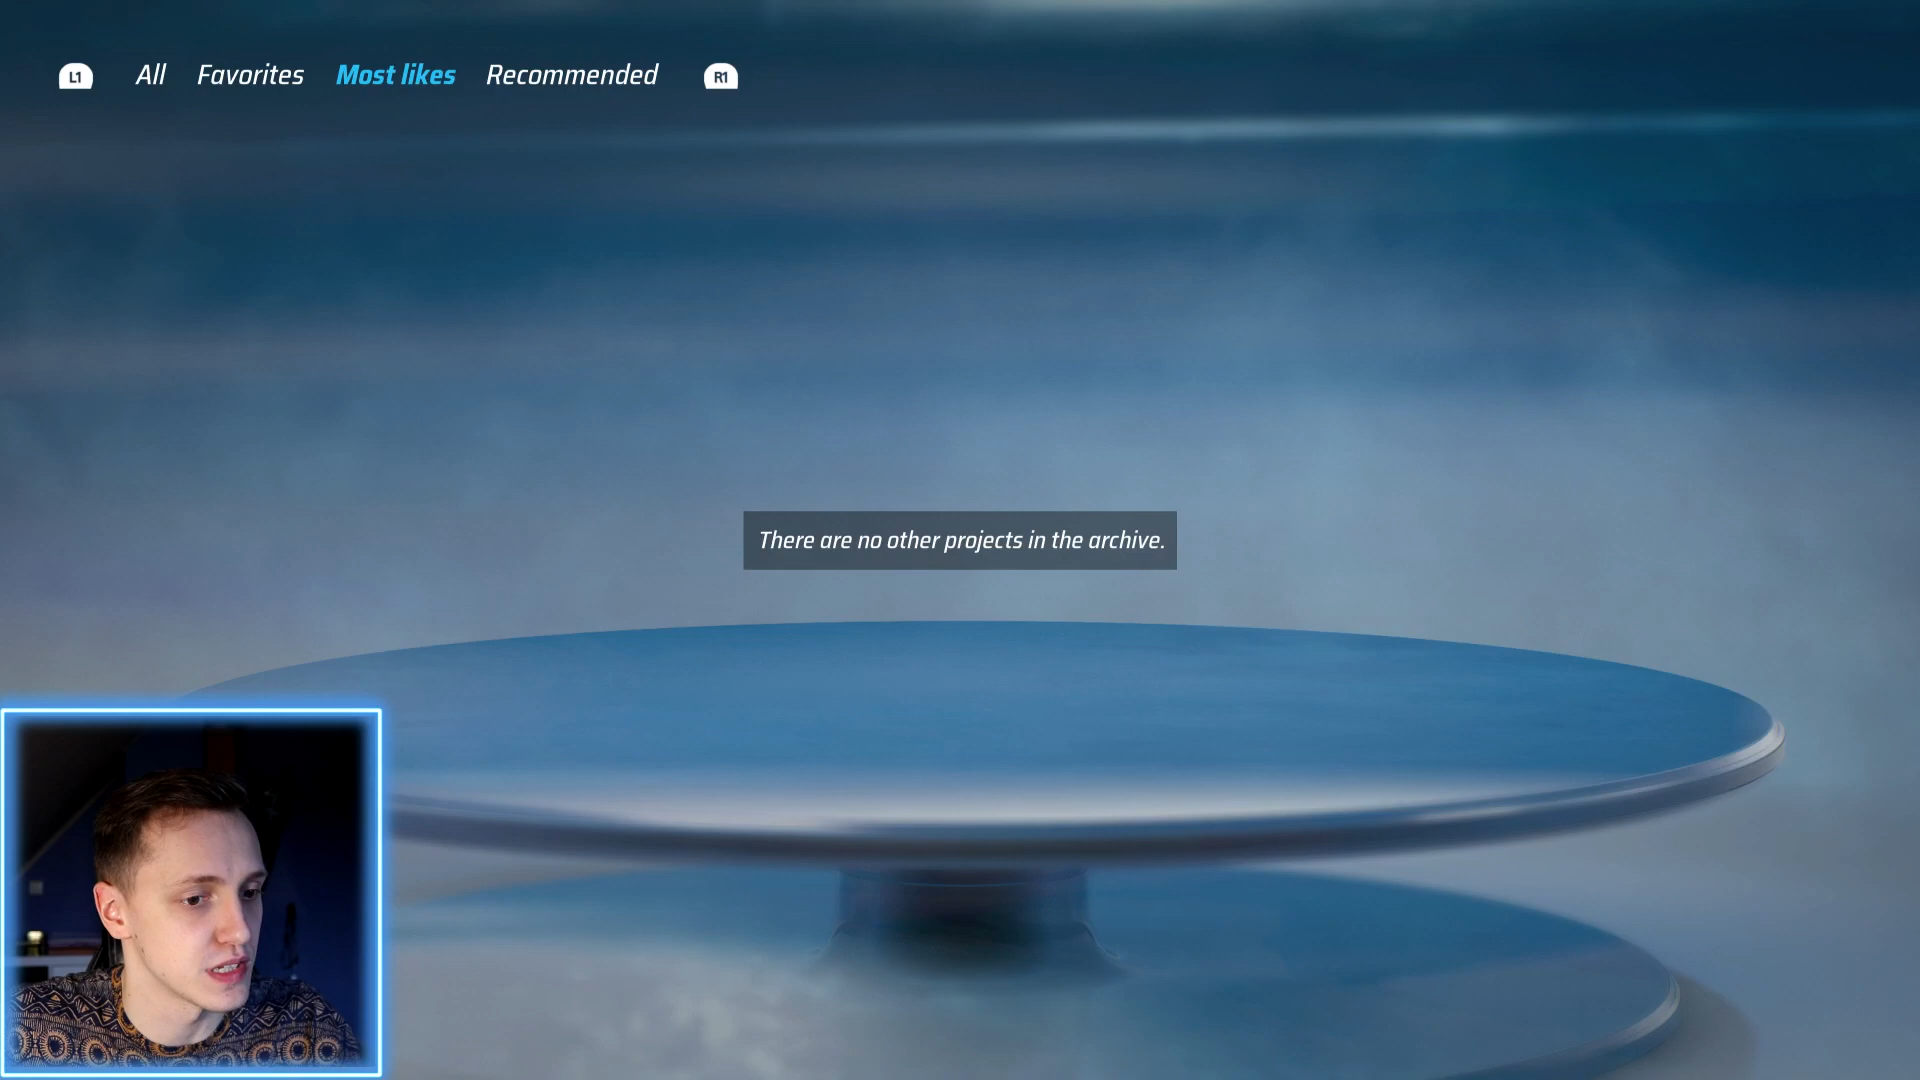 L1 All Favorites Most likes Recommended R1
There are no other projects in the archive.